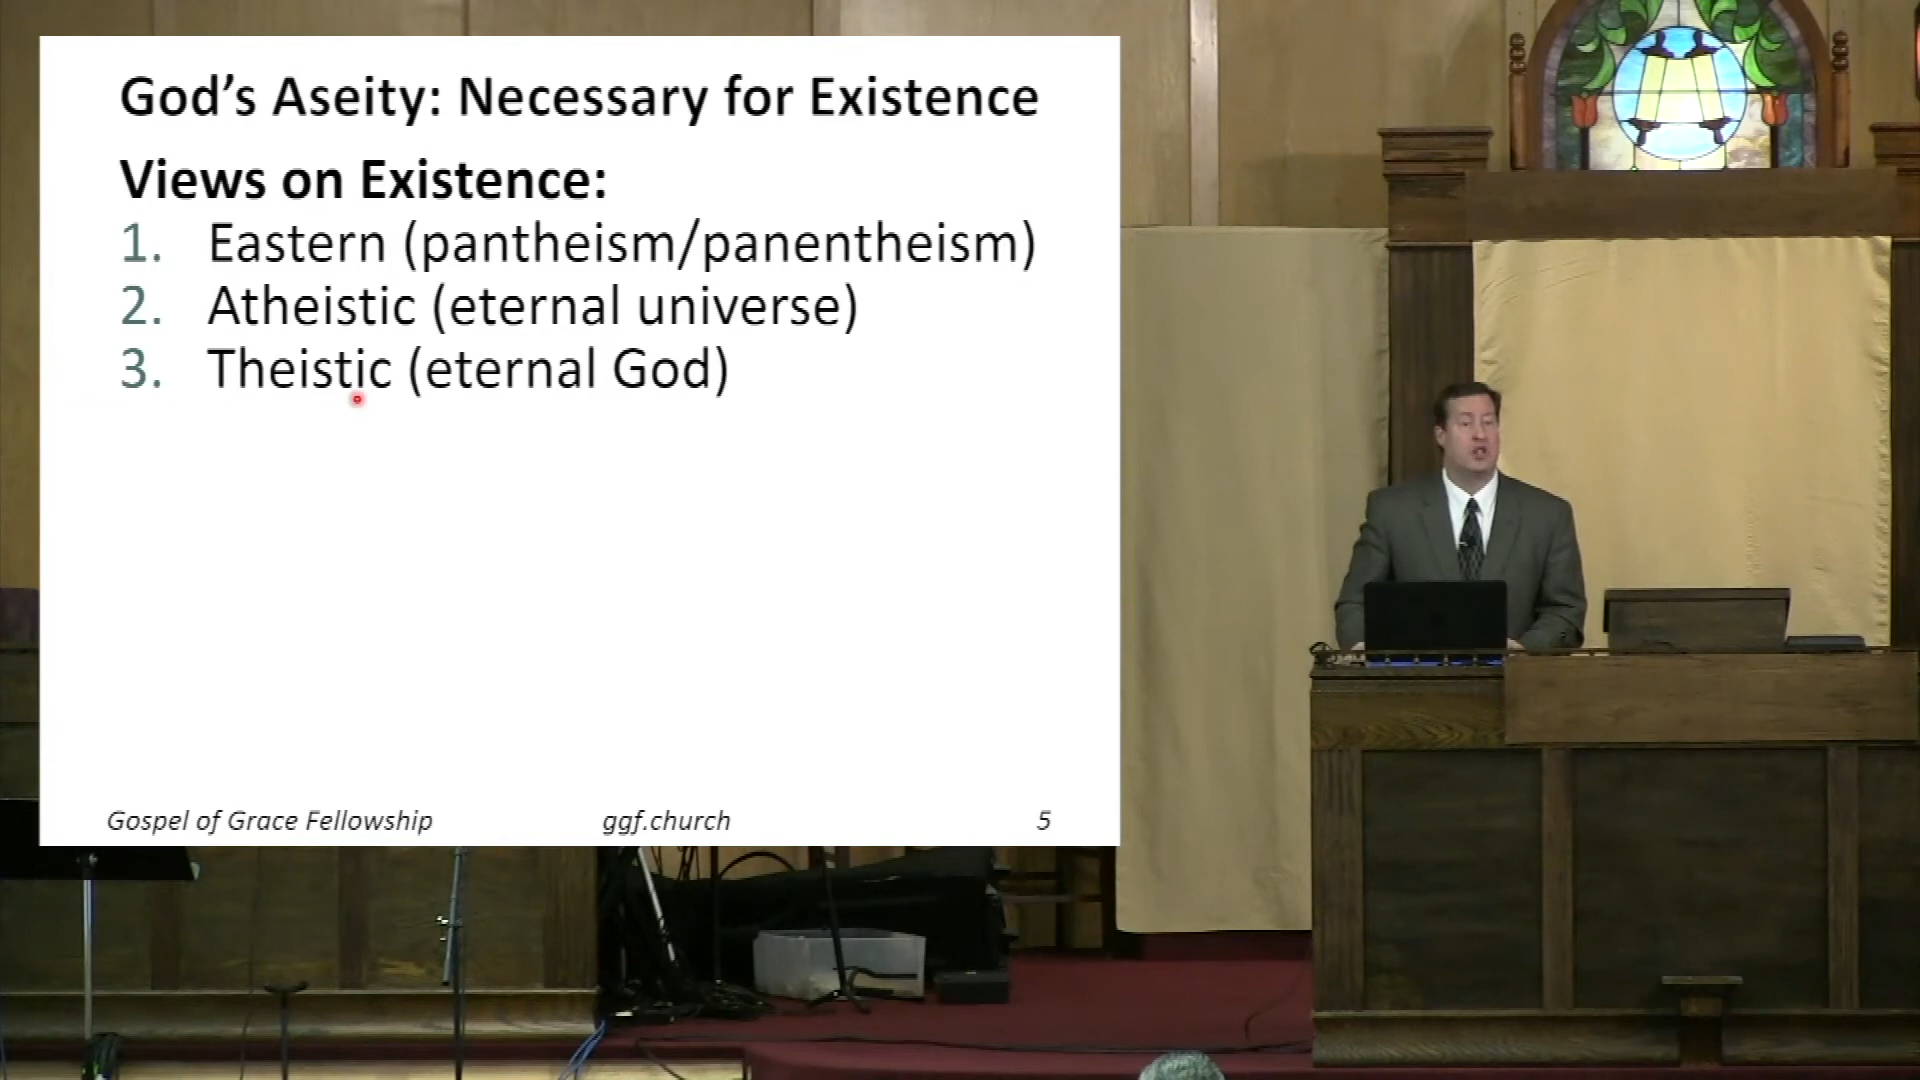 God’s Aseity: Necessary for Existence
Views on Existence:
1. Eastern (pantheism/panentheism)
2. Atheistic (eternal universe)
3. Theistic (eternal God)
Gospel of Grace Fellowship ggf.church 5